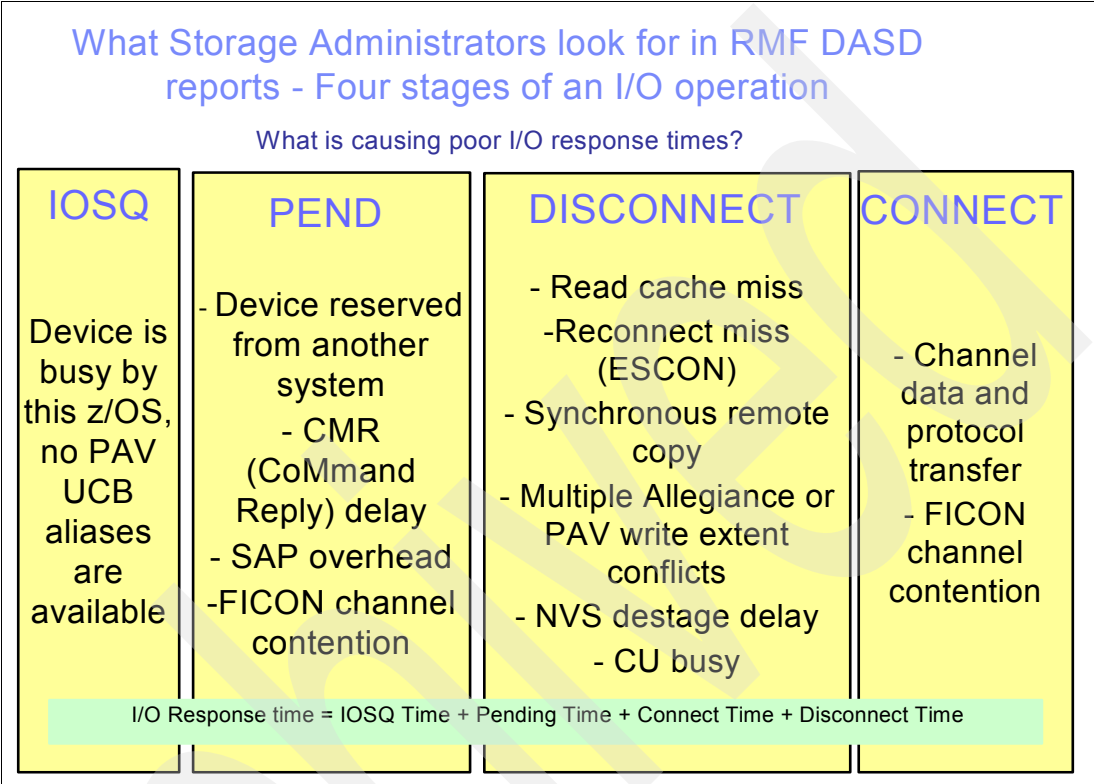 What Storage Administrators look for in RMF DASD
reports - Four stages of an I/O operation
What is causing poor I/O response times?
IOSQ
Device is
busy by
this z/OS,
no PAV
UCB
aliases
are
available
PEND
- Device reserved
from another
system
- CMR
(CoMmand
Reply) delay
- SAP overhead
-FICON channel
contention
DISCONNECT
- Read cache miss
-Reconnect miss
(ESCON)
- Synchronous remote
copy
- Multiple Allegiance or
PAV write extent
conflicts
- NVS destage delay
- CU busy
CONNECT
- Channel
data and
protocol
transfer
- FICON
channel
contention
I/O Response time = IOSQ Time + Pending Time + Connect Time + Disconnect Time